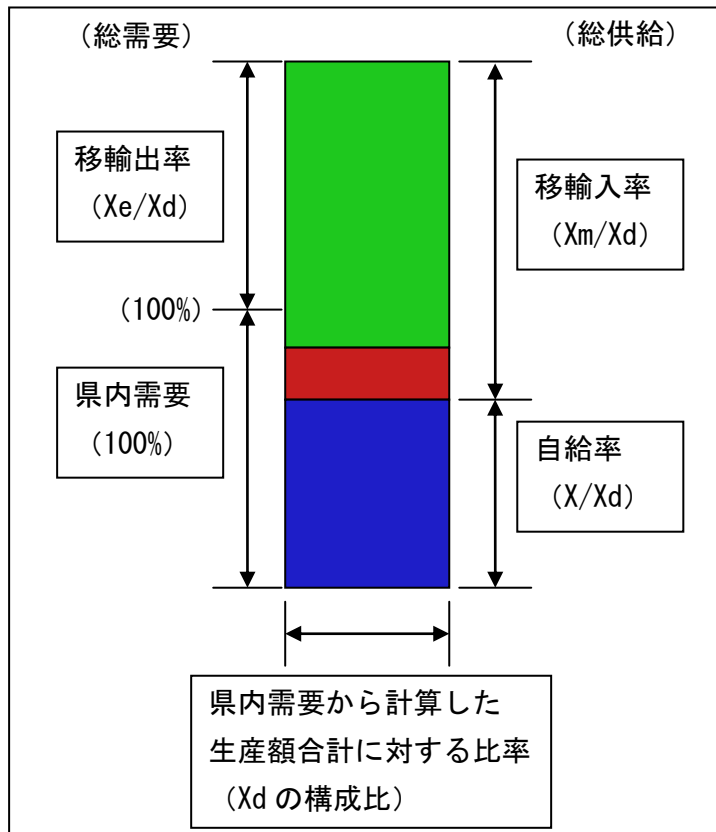 （総需要）
（総供給）
移輸出率
（Xe/Xd）
移輸入率
（Xm/Xd）
（100%）
県内需要
（100%）
自給率
（X/Xd）
県内需要から計算した
生産額合計に対する比率
（Xd の構成比）